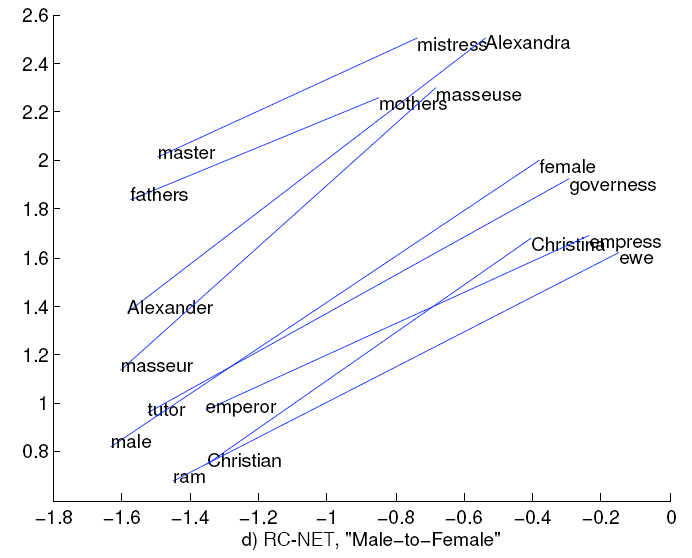 2.6
2.4
mistress Alexandra
2.2
mothers masseuse
master
2
female
fathers
governess
1.8
Christina empress
1.6
ewe
1.4
Alexander
1.2
masseur
1
tutor emperor
male
0.8
Christian
ram
−1.8 −1.6 −1.4 −1.2 −1 −0.8 −0.6 −0.4 −0.2 0
d) RC−NET, "Male−to−Female"